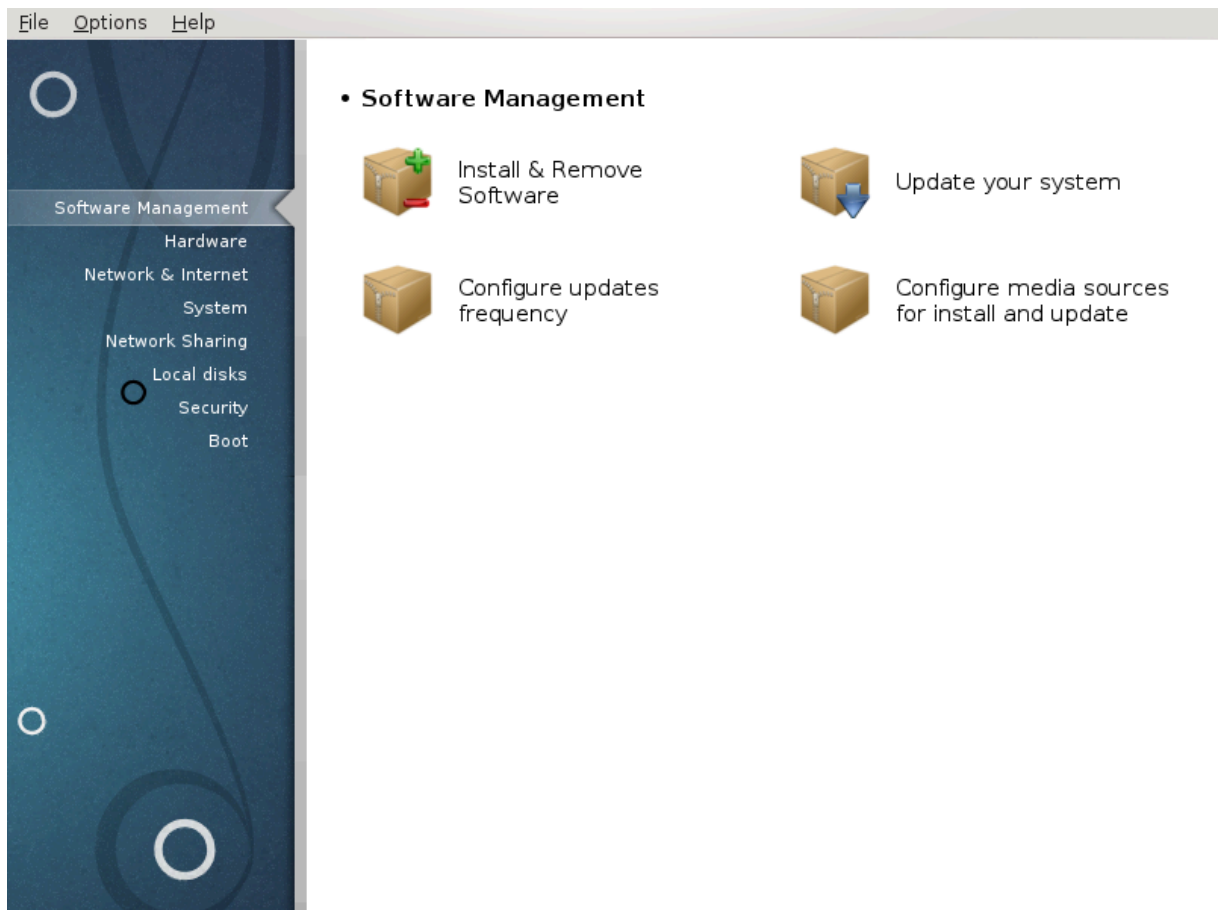 File Options Help
Software Management
Hardware
Network & Internet
System
Network Sharing
Local disks
Security
Boot
• Software Management
Install & Remove
Software
Update your system
Configure updates
frequency
Configure media sources
for install and update